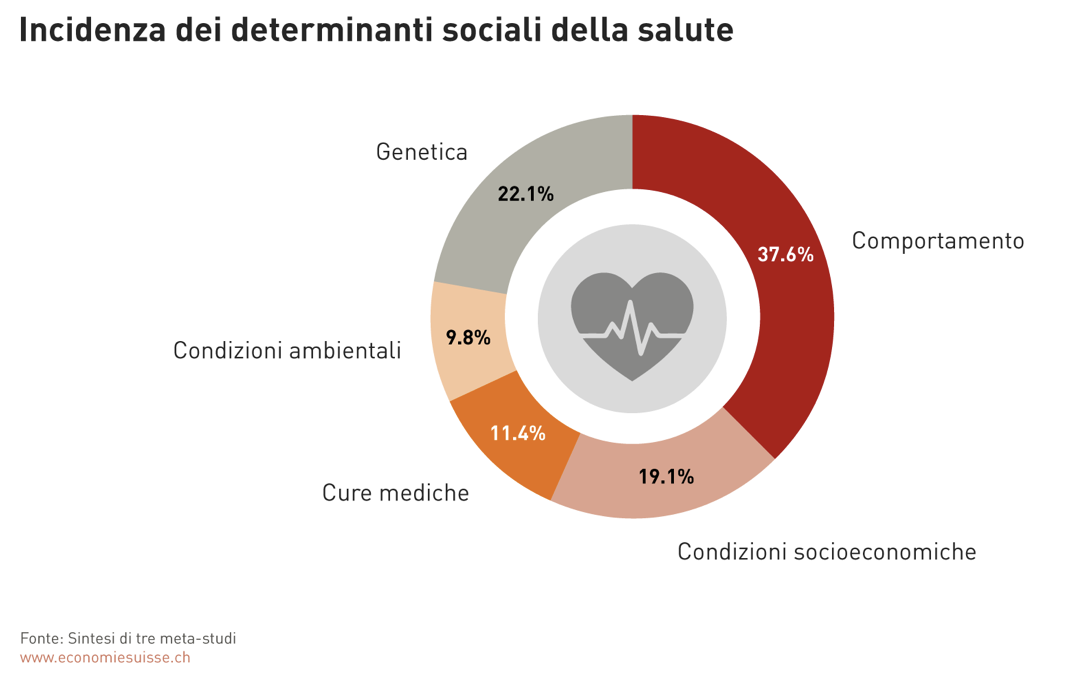 Incidenza dei determinanti sociali della salute
Genetica
22.1%
37.6%
Comportamento
Condizioni ambientali
9.8%
11.4%
Cure mediche
19.1%
Condizioni socioeconomiche
Fonte: Sintesi di tre meta-studi
www.economiesuisse.ch